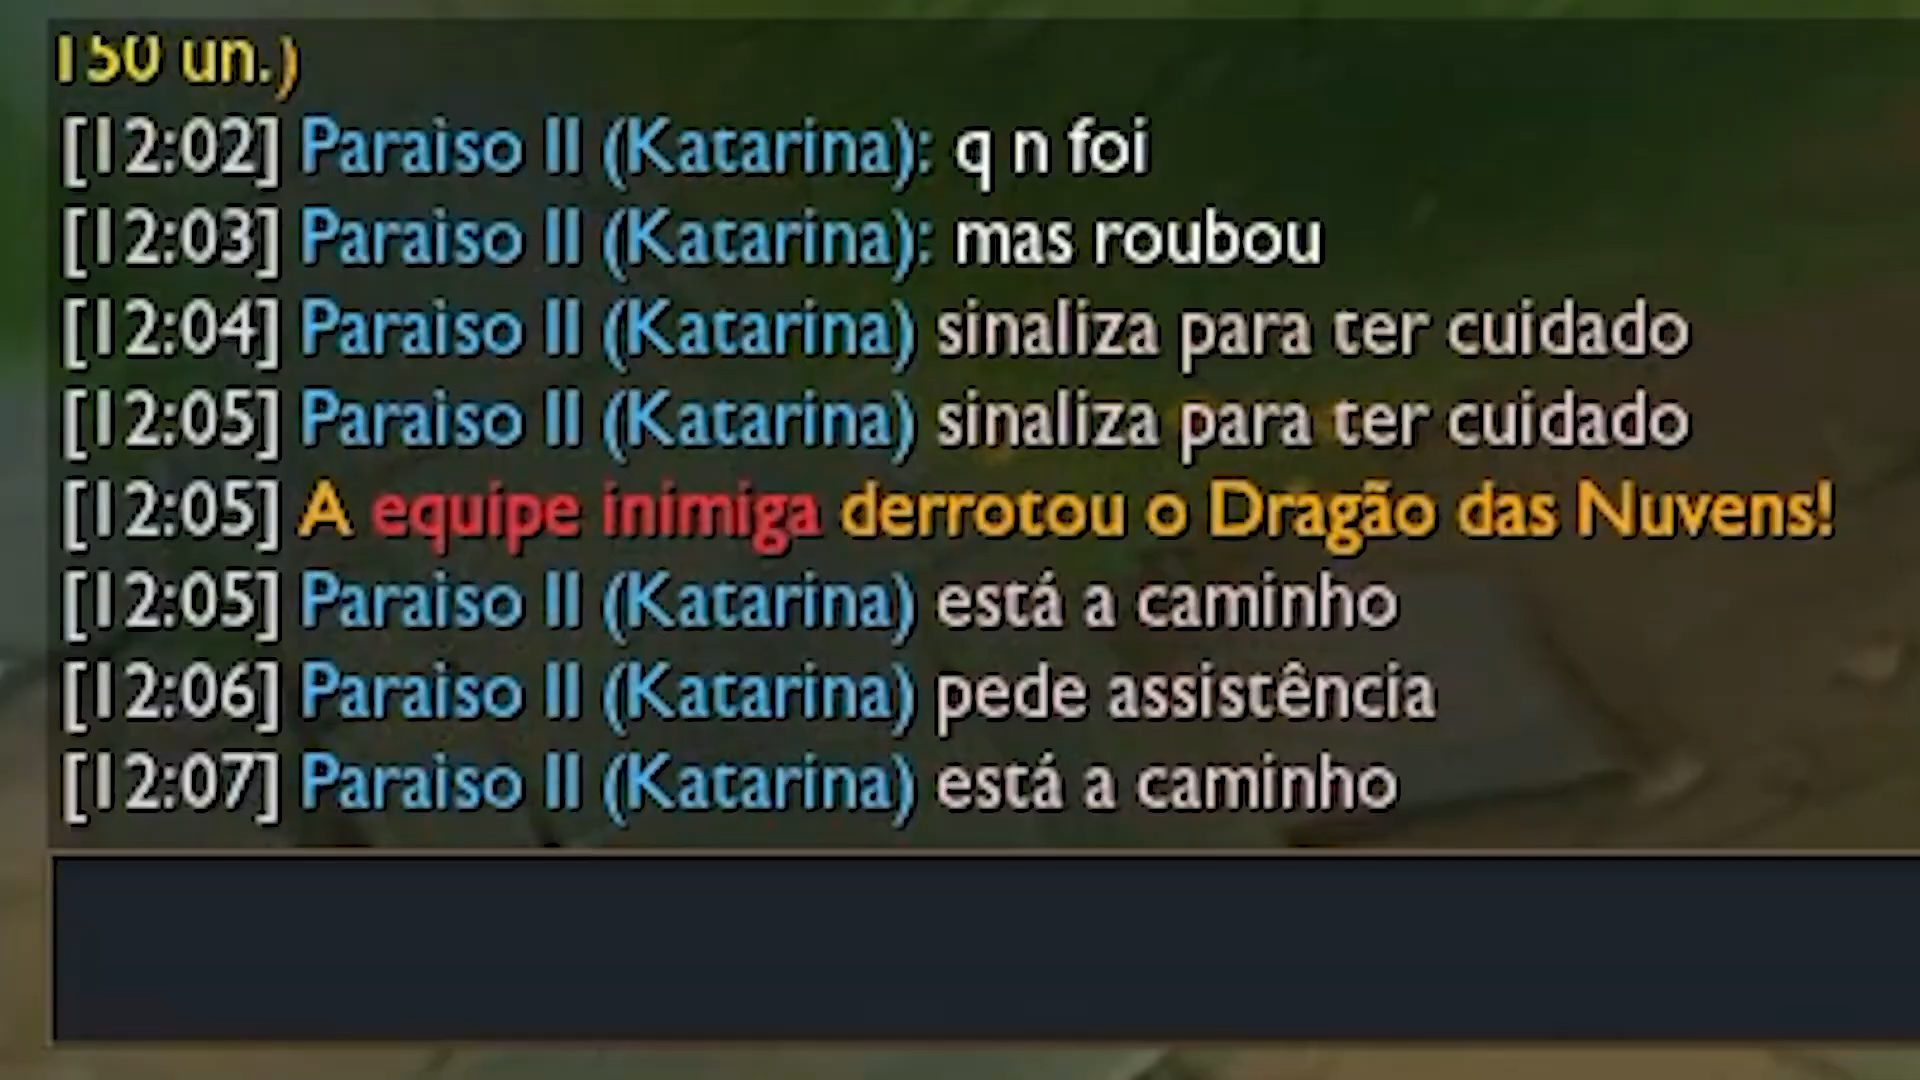 150 un.)
[12:02] Paraiso II (Katarina): q n foi
[12:03] Paraiso II (Katarina): mas roubou
[12:04] Paraiso II (Katarina) sinaliza para ter cuidado
[12:05] Paraiso II (Katarina) sinaliza para ter cuidado
[12:05] A equipe inimiga derrotou o Dragão das Nuvens!
[12:05] Paraiso II (Katarina) está a caminho
[12:06] Paraiso II (Katarina) pede assistência
[12:07] Paraiso II (Katarina) está a caminho